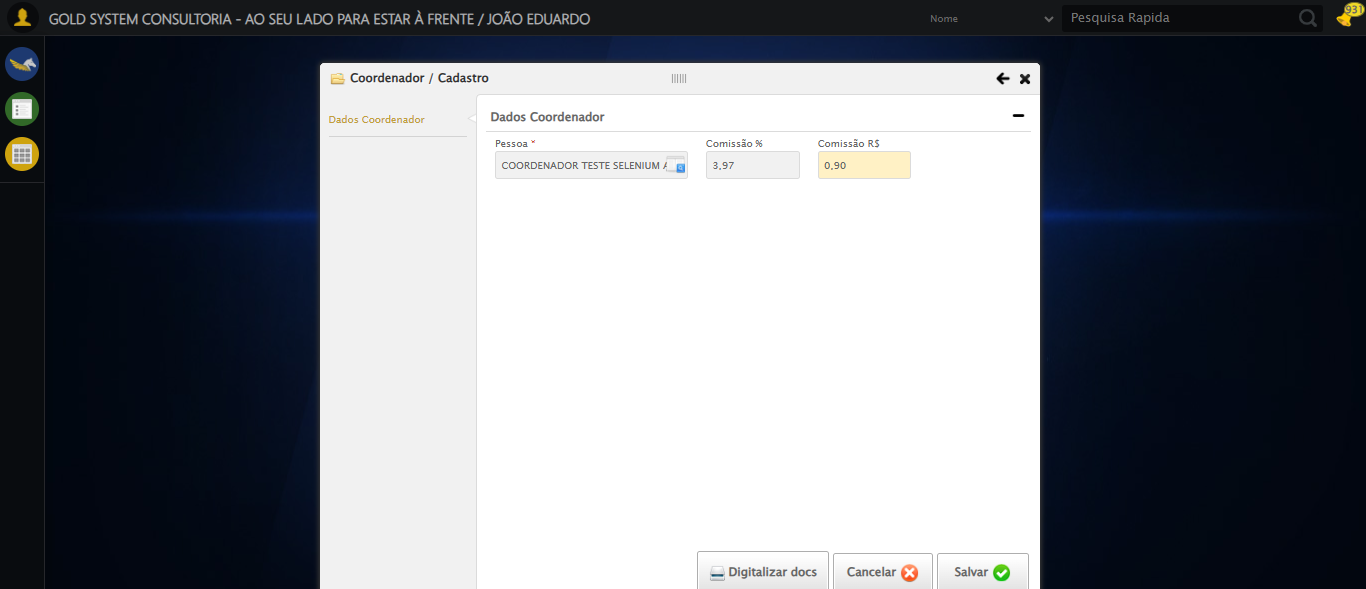 GOLD SYSTEM CONSULTORIA - AO SEU LADO PARA ESTAR À FRENTE / JOÃO EDUARDO
Nome
Pesquisa Rapida
931
Coordenador / Cadastro
Dados Coordenador
Dados Coordenador
Pessoa * Comissão % Comissão R$
COORDENADOR TESTE SELENIUM A 3,97 0,90
Digitalizar docs Cancelar Salvar